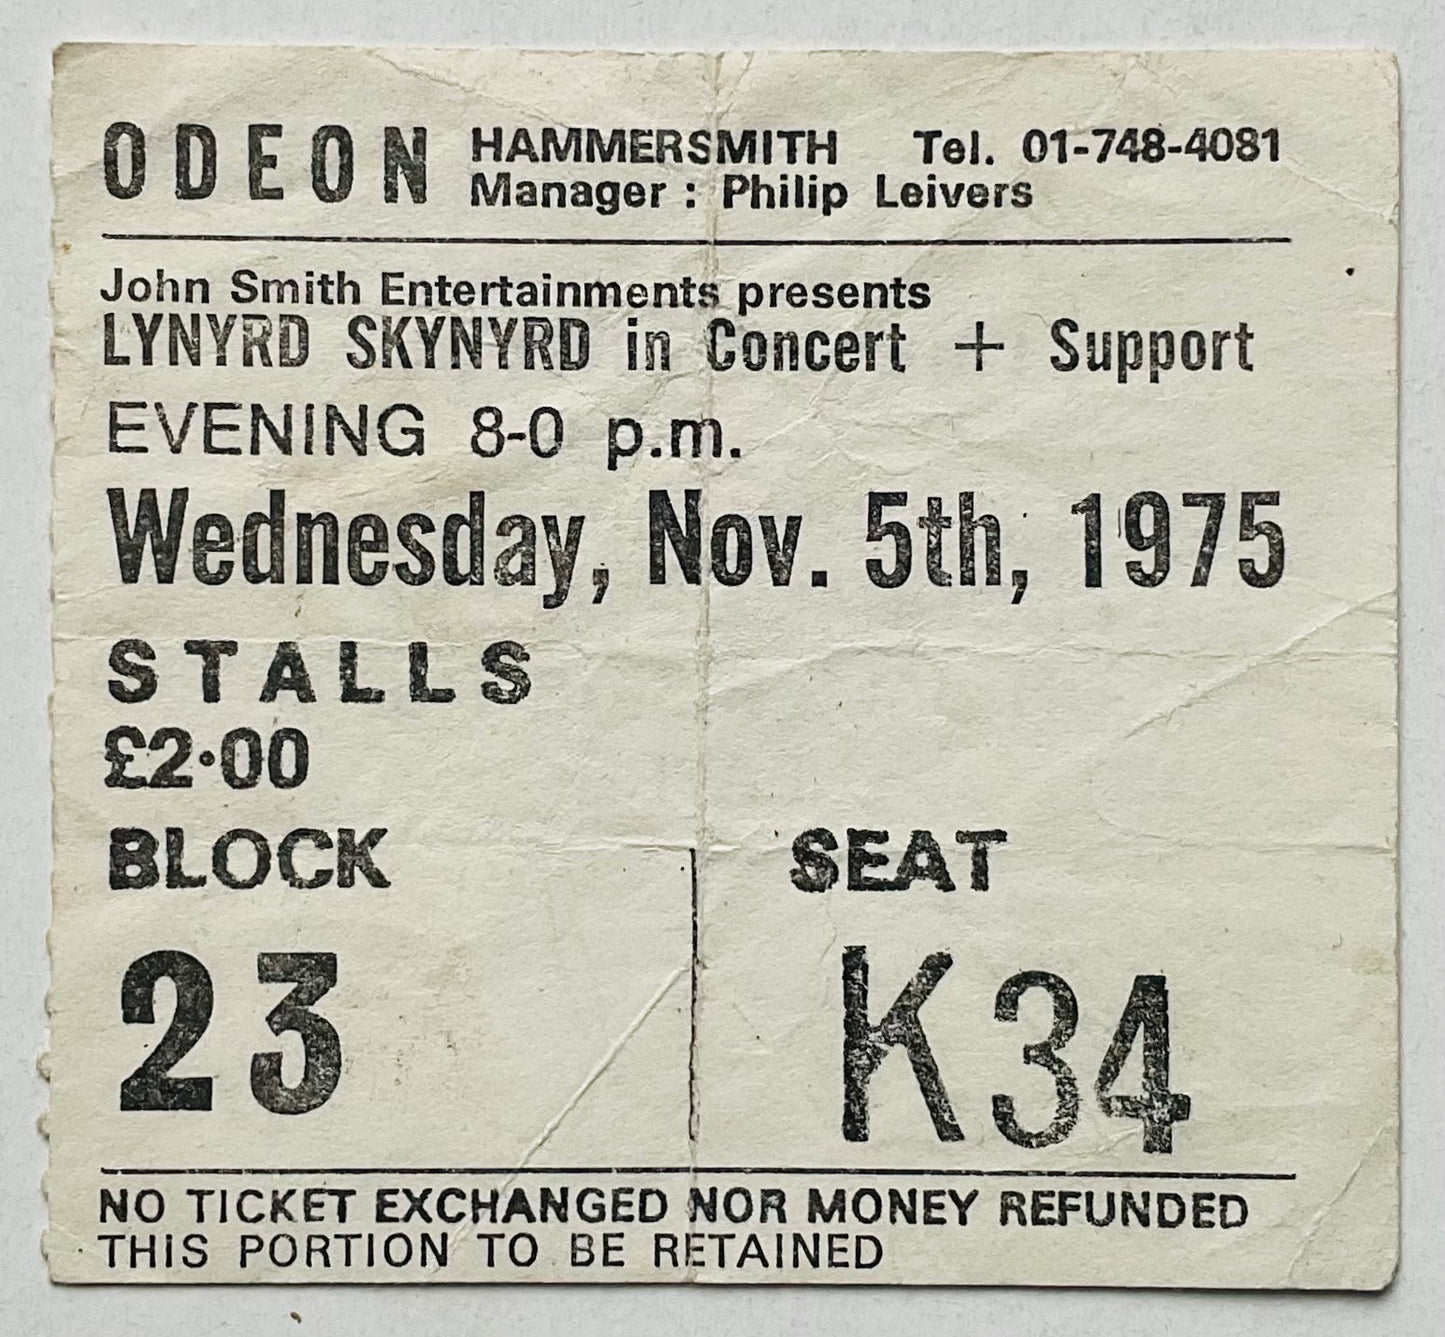 ODEON HAMMERSMITH Tel. 01-748-4081
Manager : Philip Leivers
John Smith Entertainments presents
LYNYRD SKYNYRD in Concert + Support
EVENING 8-0 p.m.
Wednesday, Nov. 5th, 1975
STALLS
£2·00
BLOCK SEAT
23 K34
NO TICKET EXCHANGED NOR MONEY REFUNDED
THIS PORTION TO BE RETAINED